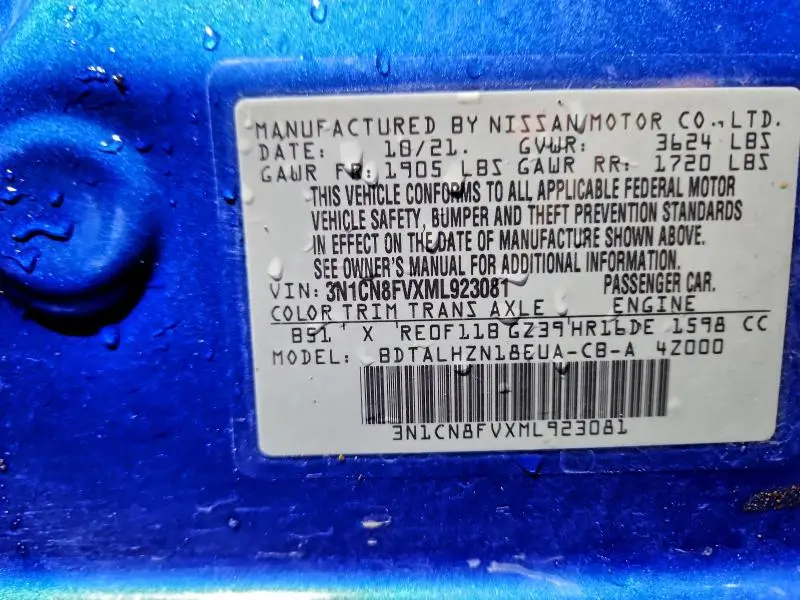 MANUFACTURED BY NISSAN MOTOR CO., LTD.
DATE: 10/21. GVWR: 3624 LBS
GAWR FR: 1905 LBS GAWR RR: 1720 LBS
THIS VEHICLE CONFORMS TO ALL APPLICABLE FEDERAL MOTOR
VEHICLE SAFETY, BUMPER AND THEFT PREVENTION STANDARDS
IN EFFECT ON THE DATE OF MANUFACTURE SHOWN ABOVE.
SEE OWNER'S MANUAL FOR ADDITIONAL INFORMATION.
VIN: 3N1CN8FVXML923081 PASSENGER CAR.
COLOR TRIM TRANS AXLE ENGINE
B51 X RE0F11B GZ39 HR16DE 1598 CC
MODEL: BDTALHZN18EUA-CB-A 4Z000
3N1CN8FVXML923081